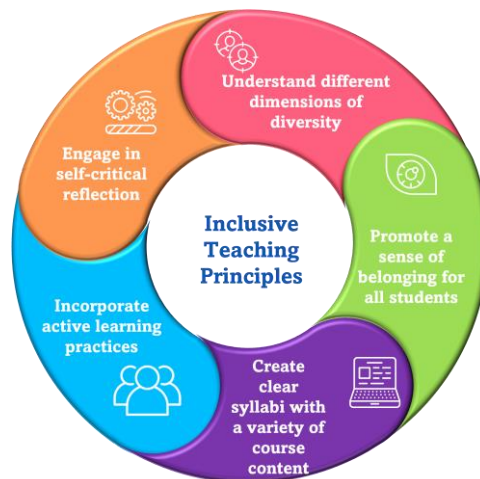 Understand different
dimensions of
diversity
Promote a
sense of
belonging for
all students
Create
clear
syllabi with
a variety of
course
content
Incorporate
active learning
practices
Engage in
self-critical
reflection
Inclusive
Teaching
Principles